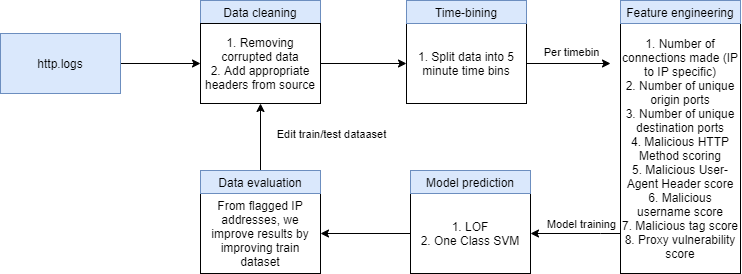 http.logs
Data cleaning
1. Removing
corrupted data
2. Add appropriate
headers from source
Time-bining
1. Split data into 5
minute time bins
Per timebin
Feature engineering
1. Number of
connections made (IP
to IP specific)
2. Number of unique
origin ports
3. Number of unique
destination ports
4. Malicious HTTP
Method scoring
5. Malicious User-
Agent Header score
6. Malicious
username score
7. Malicious tag score
8. Proxy vulnerability
score
Model training
Model prediction
1. LOF
2. One Class SVM
Data evaluation
From flagged IP
addresses, we
improve results by
improving train
dataset
Edit train/test dataaset